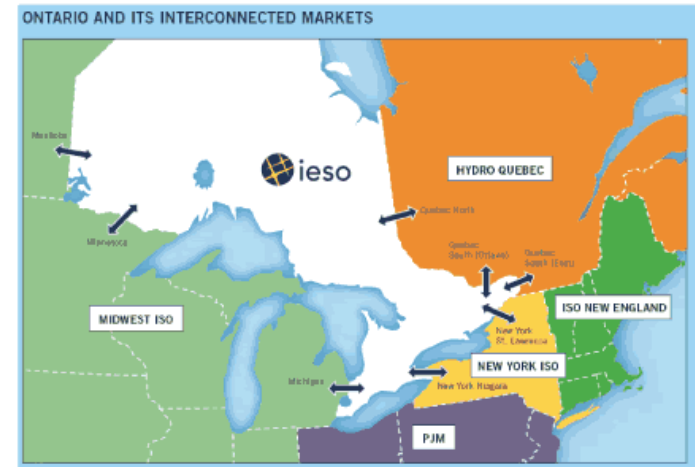 ONTARIO AND ITS INTERCONNECTED MARKETS
Manitoba
ieso
HYDRO QUEBEC
Quebec North
Minnesota
Quebec
South (Ottawa)
Quebec
South (East)
ISO NEW ENGLAND
MIDWEST ISO
New York
St. Lawrence
NEW YORK ISO
Michigan
New York Niagara
PJM